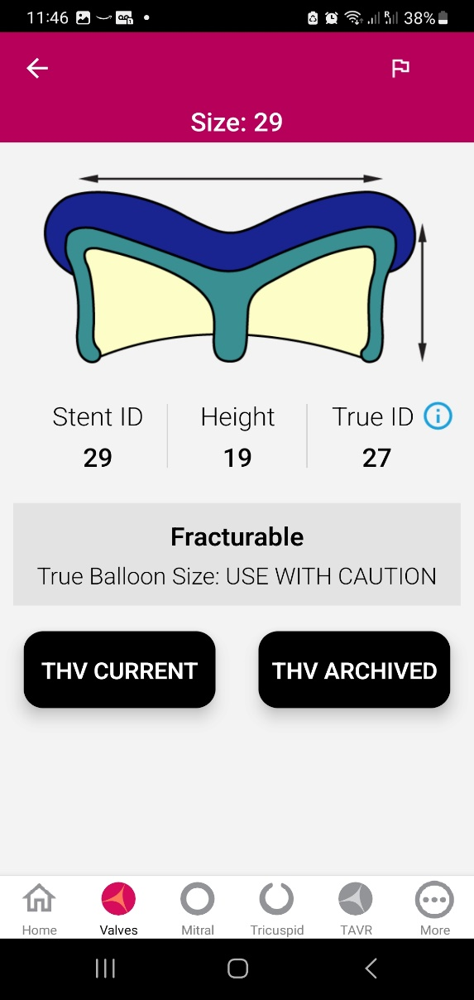 11:46 38%
Size: 29
Stent ID Height True ID
29 19 27
Fracturable
True Balloon Size: USE WITH CAUTION
THV CURRENT THV ARCHIVED
Home Valves Mitral Tricuspid TAVR More